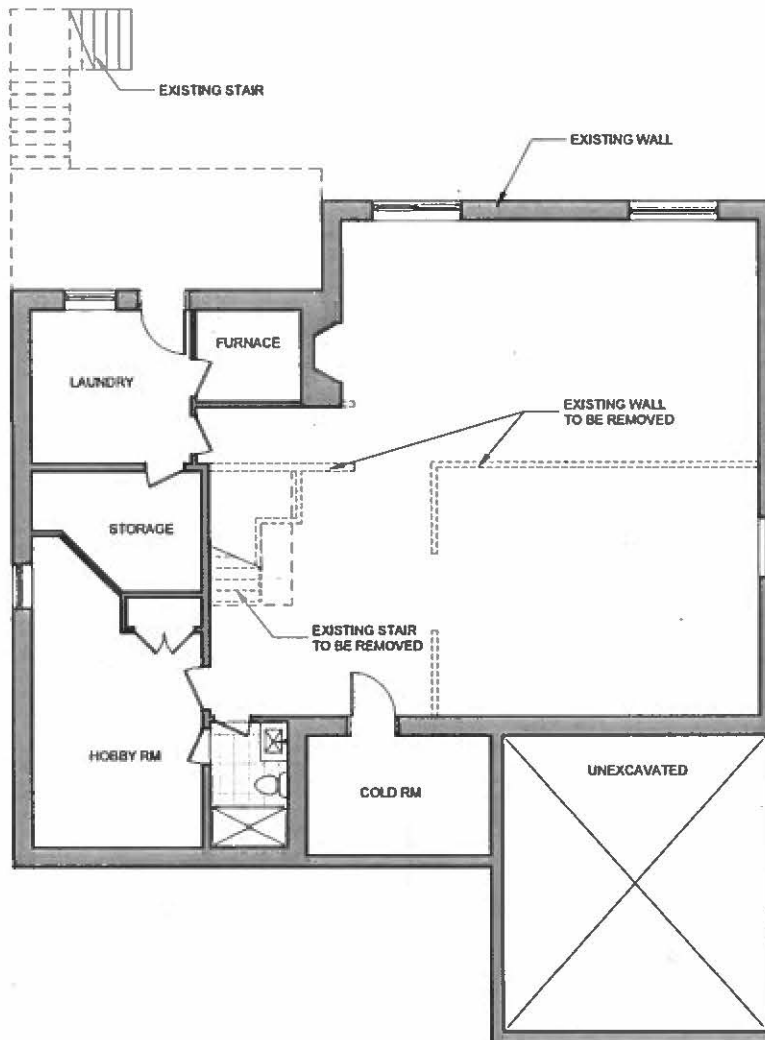 EXISTING STAIR
EXISTING WALL
FURNACE
LAUNDRY
EXISTING WALL
TO BE REMOVED
STORAGE
EXISTING STAIR
TO BE REMOVED
HOBBY RM
COLD RM
UNEXCAVATED